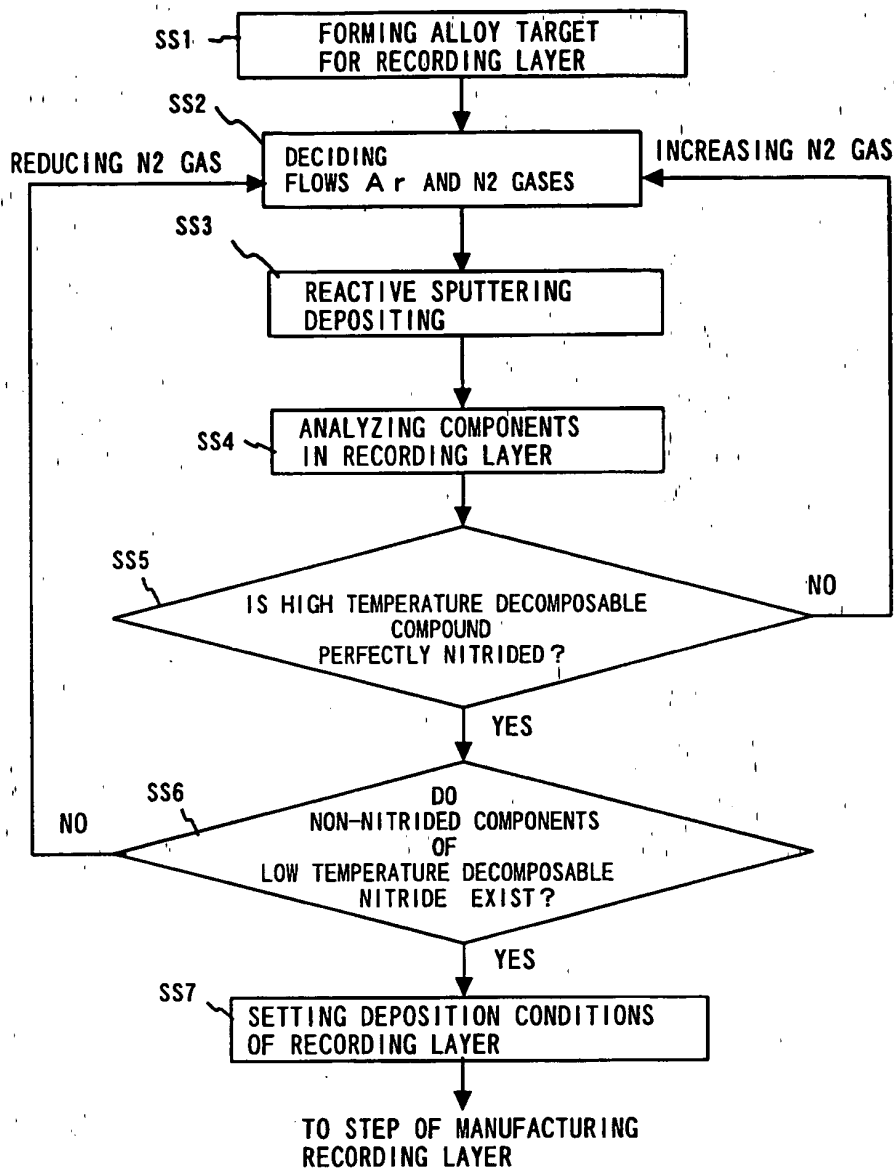 SS1
FORMING ALLOY TARGET
FOR RECORDING LAYER
SS2
REDUCING N2 GAS
DECIDING
FLOWS Ar AND N2 GASES
INCREASING N2 GAS
SS3
REACTIVE SPUTTERING
DEPOSITING
SS4
ANALYZING COMPONENTS
IN RECORDING LAYER
SS5
IS HIGH TEMPERATURE DECOMPOSABLE
COMPOUND
PERFECTLY NITRIDED?
NO
YES
SS6
NO
DO
NON-NITRIDED COMPONENTS
OF
LOW TEMPERATURE DECOMPOSABLE
NITRIDE EXIST?
YES
SS7
SETTING DEPOSITION CONDITIONS
OF RECORDING LAYER
TO STEP OF MANUFACTURING
RECORDING LAYER